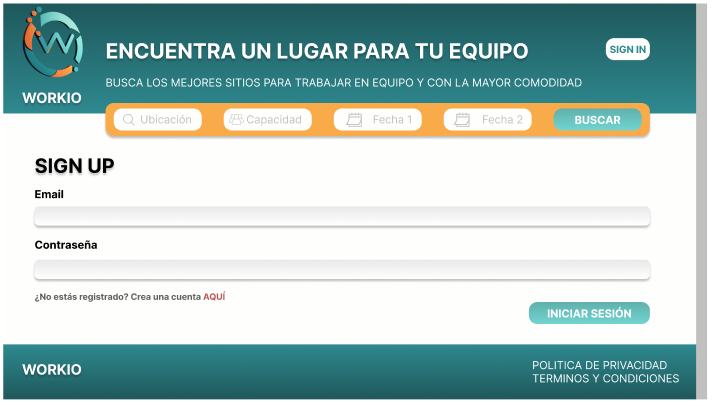 ENCUENTRA UN LUGAR PARA TU EQUIPO
SIGN IN
BUSCA LOS MEJORES SITIOS PARA TRABAJAR EN EQUIPO Y CON LA MAYOR COMODIDAD
WORKIO
Ubicación
Capacidad
Fecha 1
Fecha 2
BUSCAR
SIGN UP
Email
Contraseña
¿No estás registrado? Crea una cuenta AQUÍ
INICIAR SESIÓN
WORKIO
POLITICA DE PRIVACIDAD
TERMINOS Y CONDICIONES